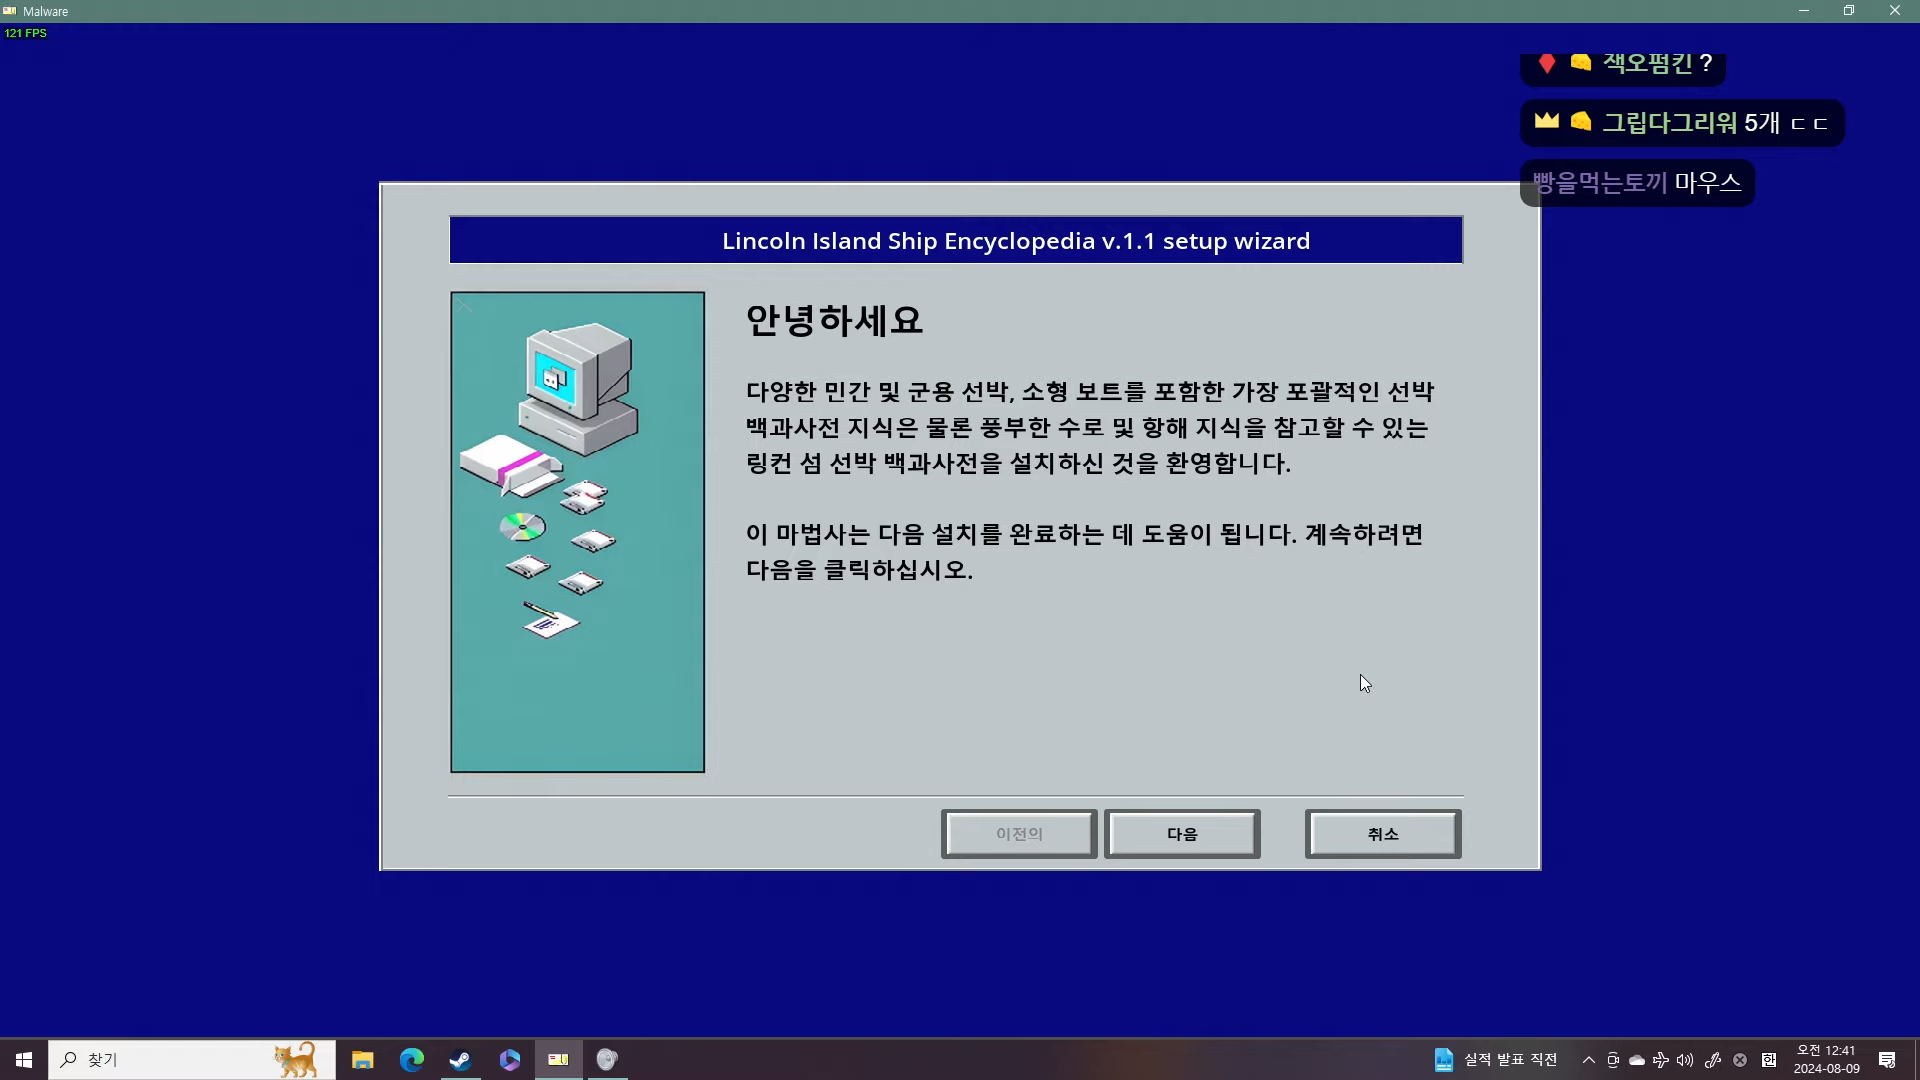 Malware
121 FPS
잭오펌킨 ?
그립다그리워 5개 ㄷㄷ
빵을먹는토끼 마우스
Lincoln Island Ship Encyclopedia v.1.1 setup wizard
안녕하세요
다양한 민간 및 군용 선박, 소형 보트를 포함한 가장 포괄적인 선박
백과사전 지식은 물론 풍부한 수로 및 항해 지식을 참고할 수 있는
링컨 섬 선박 백과사전을 설치하신 것을 환영합니다.
이 마법사는 다음 설치를 완료하는 데 도움이 됩니다. 계속하려면
다음을 클릭하십시오.
이전의
다음
취소
찾기
실적 발표 직전
오전 12:41
2024-08-09